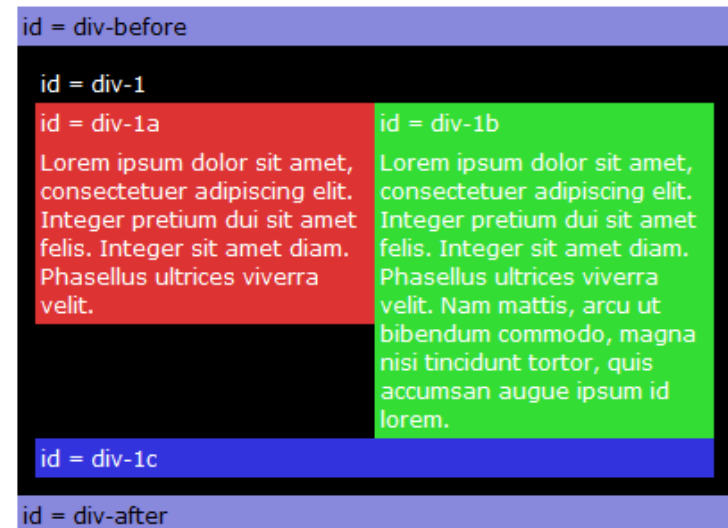 id = div-before
id = div-1
id = div-1a
Lorem ipsum dolor sit amet,
consectetuer adipiscing elit.
Integer pretium dui sit amet
felis. Integer sit amet diam.
Phasellus ultrices viverra
velit.
id = div-1b
Lorem ipsum dolor sit amet,
consectetuer adipiscing elit.
Integer pretium dui sit amet
felis. Integer sit amet diam.
Phasellus ultrices viverra
velit. Nam mattis, arcu ut
bibendum commodo, magna
nisi tincidunt tortor, quis
accumsan augue ipsum id
lorem.
id = div-1c
id = div-after